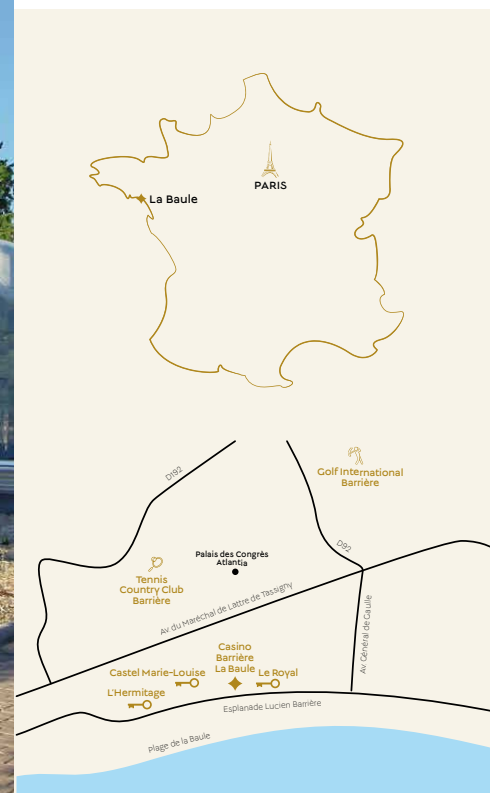 PARIS
La Baule
Golf International
Barrière
D192
D92
Palais des Congrès
Atlantia
Tennis
Country Club
Barrière
Av du Maréchal de Lattre de Tassigny
Av Général de Gaulle
Casino
Barrière
La Baule
Castel Marie-Louise
Le Royal
L'Hermitage
Esplanade Lucien Barrière
Plage de la Baule